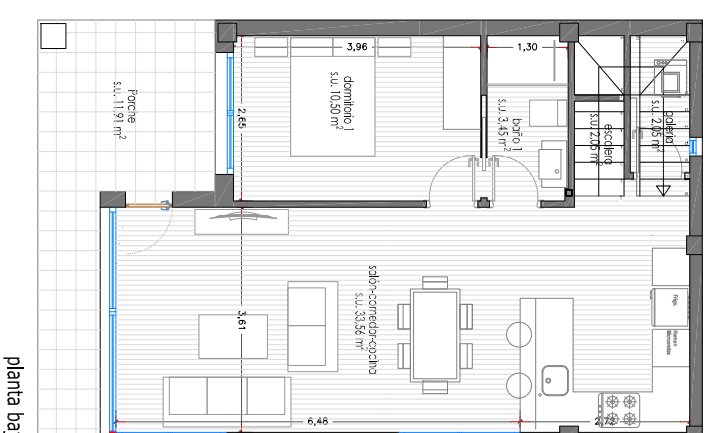 3,96
1,30
dormitorio 1
s.u. 10,50 m²
Porche
s.u. 11,91 m²
2,65
baño 1
s.u. 3,45 m²
escalera
s.u 2,05 m²
galería
s.u. 2,05 m²
salón-comedor-cocina
s.u. 33,56 m²
3,61
Frigo.
Horno+
Microondas
6,48
2,72
planta ba